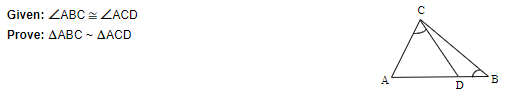 Given: ∠ABC ≅ ∠ACD
Prove: ΔABC ~ ΔACD
C
A
D
B